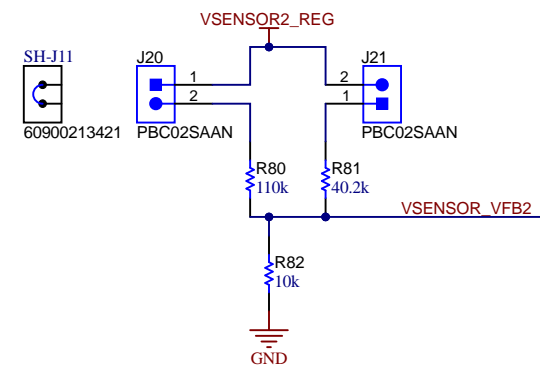 VSENSOR2_REG
SH-J11
60900213421
J20
1
2
PBC02SAAN
J21
2
1
PBC02SAAN
R80
110k
R81
40.2k
VSENSOR_VFB2
R82
10k
GND